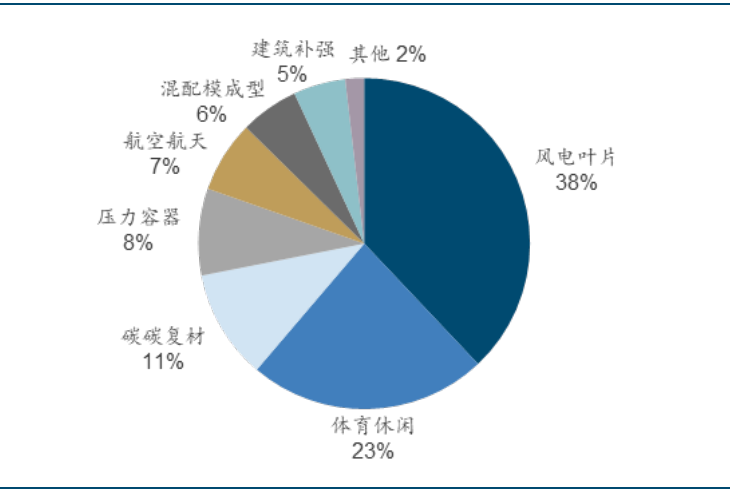 建筑补强
5%
其他 2%
混配模成型
6%
航空航天
7%
风电叶片
38%
压力容器
8%
碳碳复材
11%
体育休闲
23%